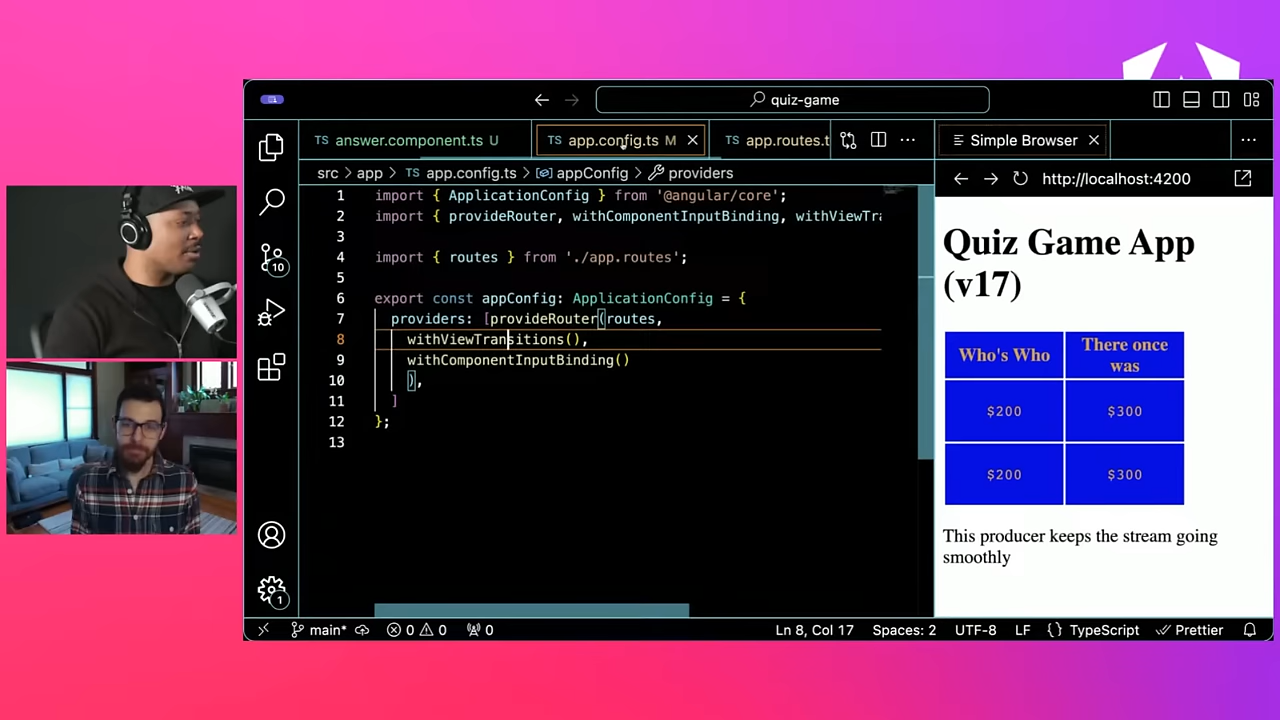 quiz-game
TS answer.component.ts U
TS app.config.ts M
TS app.routes.t
Simple Browser
src > app > TS app.config.ts > appConfig > providers
http://localhost:4200
1 import { ApplicationConfig } from '@angular/core';
2 import { provideRouter, withComponentInputBinding, withViewTra
3
4 import { routes } from './app.routes';
5
6 export const appConfig: ApplicationConfig = {
7 providers: [provideRouter(routes,
8 withViewTransitions(),
9 withComponentInputBinding()
10 ),
11 ]
12 };
13
10
1
Quiz Game App
(v17)
Who's Who
There once
was
$200 $300
$200 $300
This producer keeps the stream going
smoothly
main* 0 0 0
Ln 8, Col 17 Spaces: 2 UTF-8 LF {} TypeScript Prettier